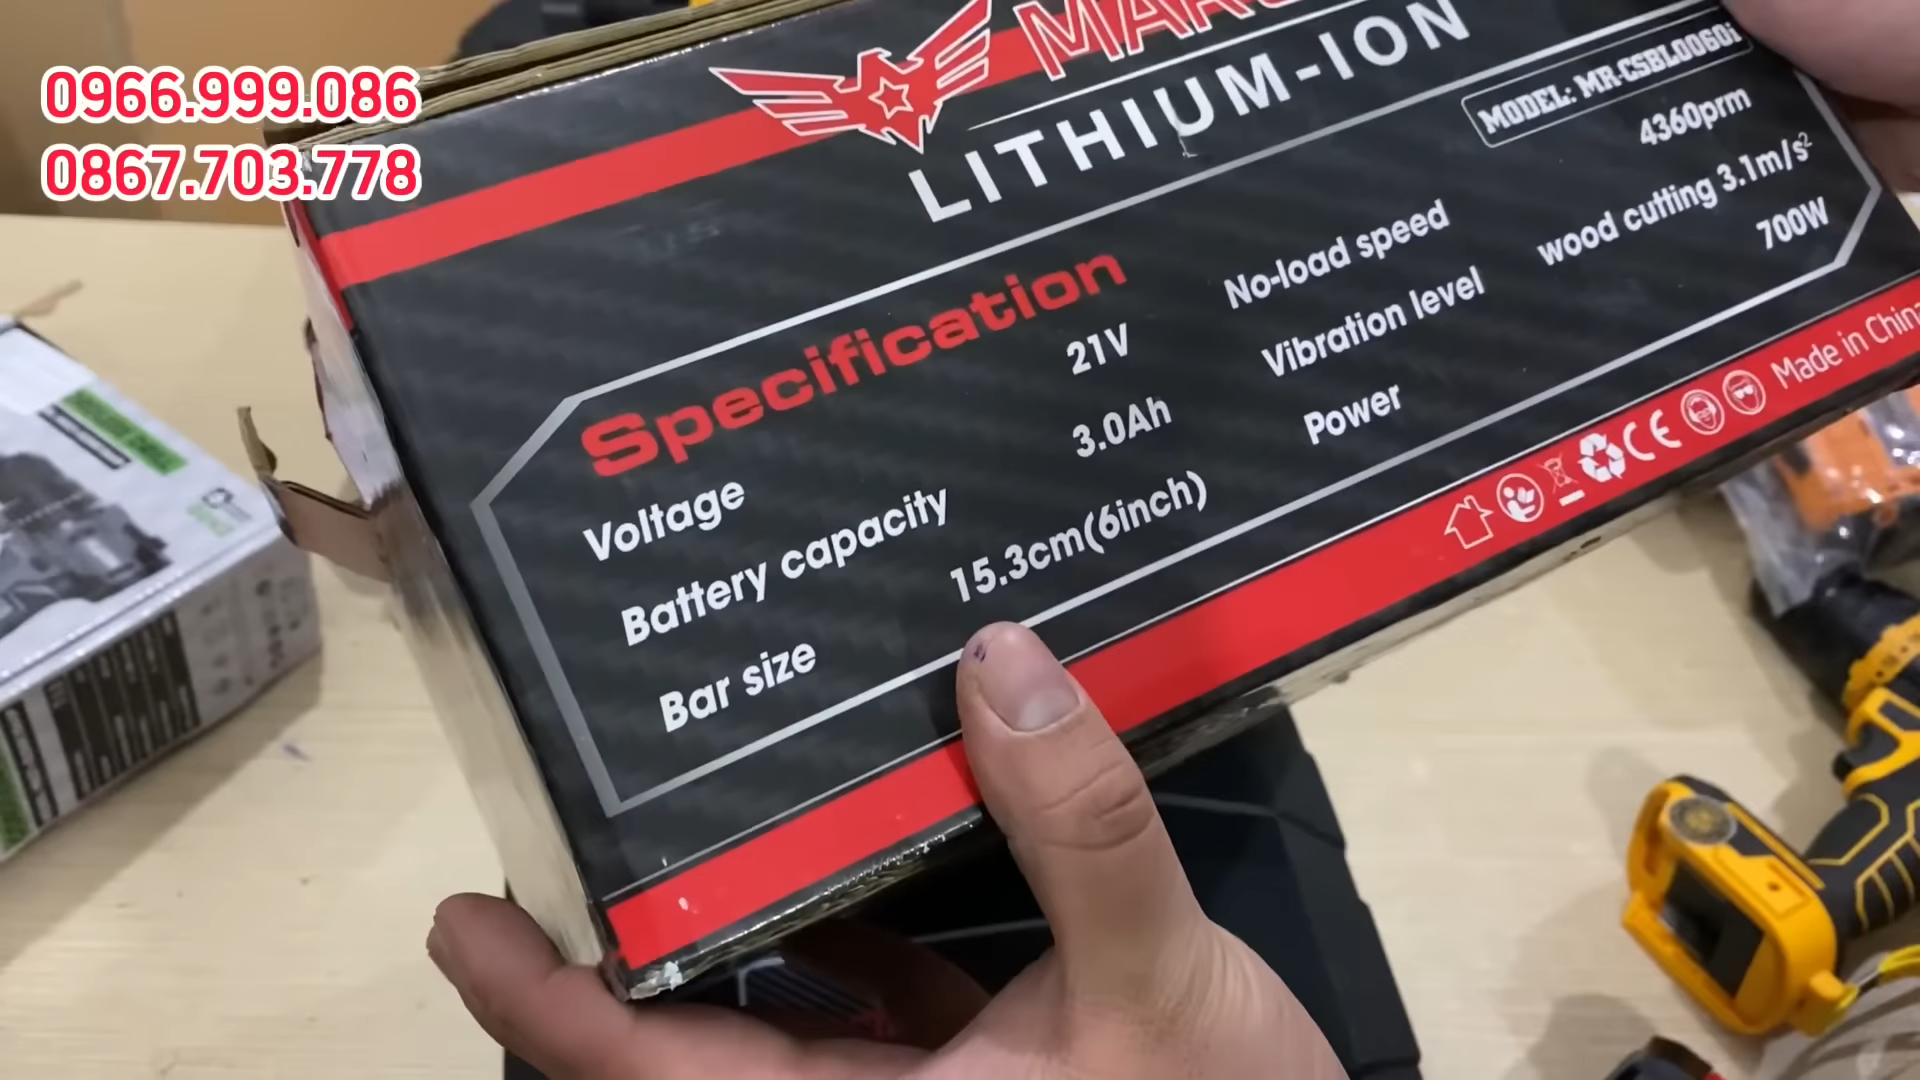 0966.999.086
0867.703.778
LITHIUM-ION
MODEL: MR-CSBL0060i
Specification
Voltage 21V
Battery capacity 3.0Ah
Bar size 15.3cm(6inch)
No-load speed 4360prm
Vibration level wood cutting 3.1m/s²
Power 700W
CE Made in China